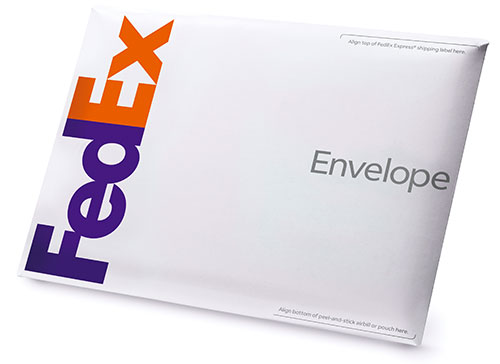 Align top of FedEx Express® shipping label here.
FedEx
Envelope
Align bottom of peel-and-stick airbill or pouch here.